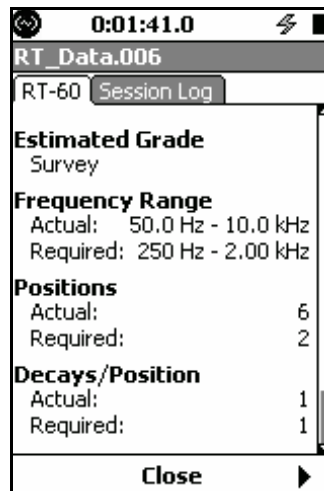 0:01:41.0
RT_Data.006
RT-60 Session Log
Estimated Grade
Survey
Frequency Range
Actual: 50.0 Hz - 10.0 kHz
Required: 250 Hz - 2.00 kHz
Positions
Actual: 6
Required: 2
Decays/Position
Actual: 1
Required: 1
Close